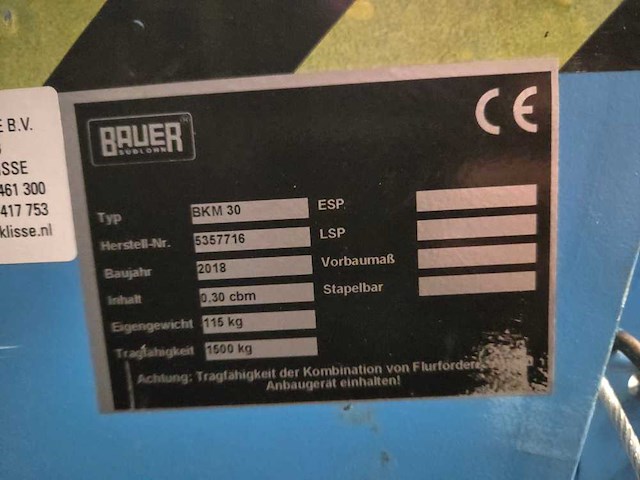 E B.V.
ISSE
461 300
417 753
klisse.nl
BAUER
SÜDLOHN
CE
Typ BKM 30
Herstell-Nr. 5357716
Baujahr 2018
Inhalt 0,30 cbm
Eigengewicht 115 kg
Tragfähigkeit 1500 kg
ESP
LSP
Vorbaumaß
Stapelbar
Achtung: Tragfähigkeit der Kombination von
Anbaugerät einhalten!